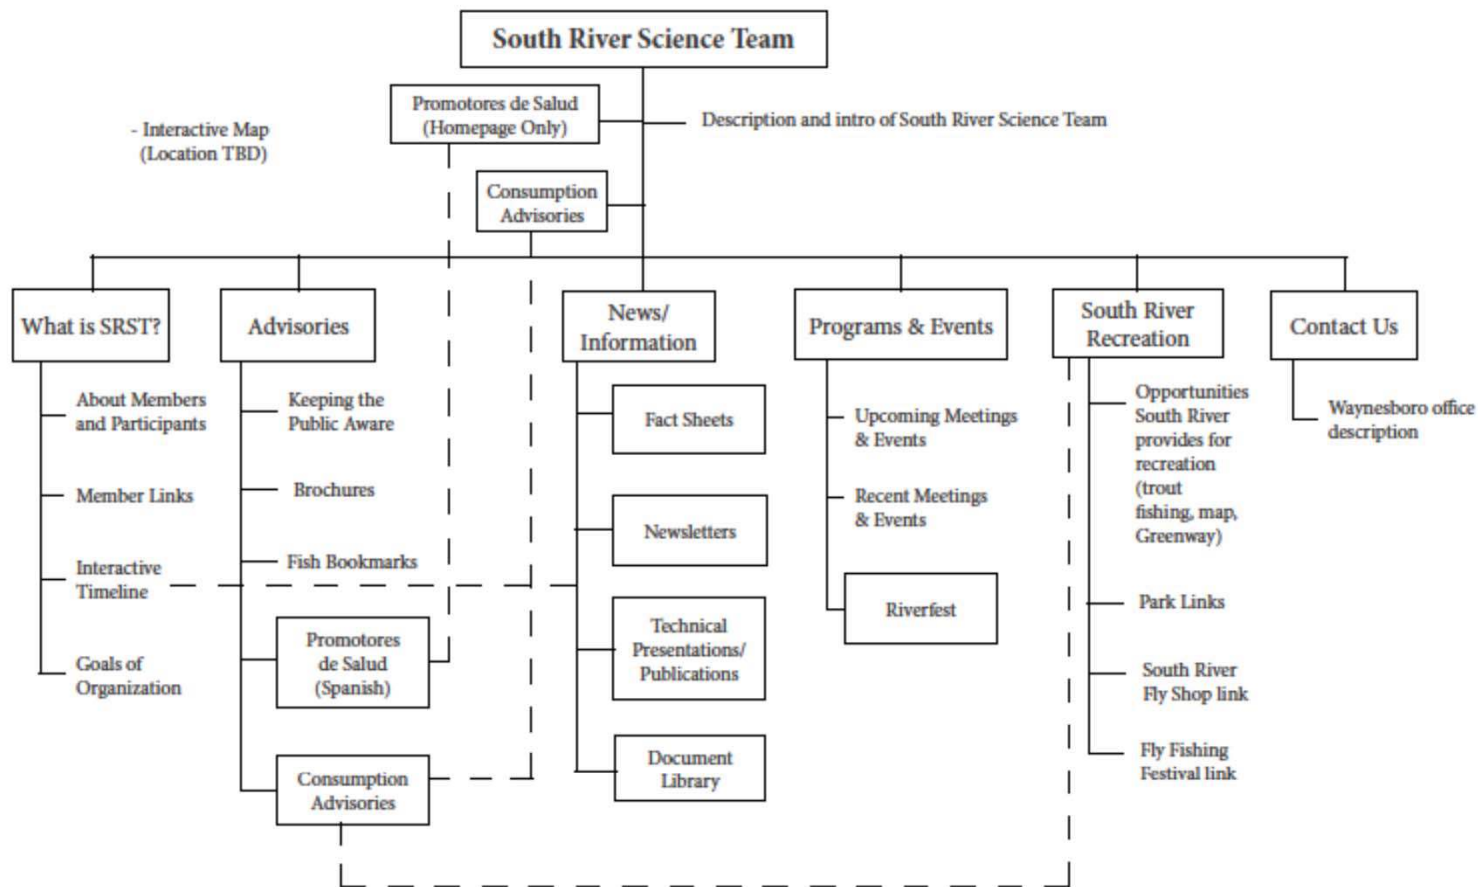 South River Science Team
Promotores de Salud
(Homepage Only)
Description and intro of South River Science Team
- Interactive Map
(Location TBD)
Consumption
Advisories
What is SRST?
About Members
and Participants
Member Links
Interactive
Timeline
Goals of
Organization
Advisories
Keeping the
Public Aware
Brochures
Fish Bookmarks
Promotores
de Salud
(Spanish)
Consumption
Advisories
News/
Information
Fact Sheets
Newsletters
Technical
Presentations/
Publications
Document
Library
Programs & Events
Upcoming Meetings
& Events
Recent Meetings
& Events
Riverfest
South River
Recreation
Opportunities
South River
provides for
recreation
(trout
fishing, map,
Greenway)
Park Links
South River
Fly Shop link
Fly Fishing
Festival link
Contact Us
Waynesboro office
description